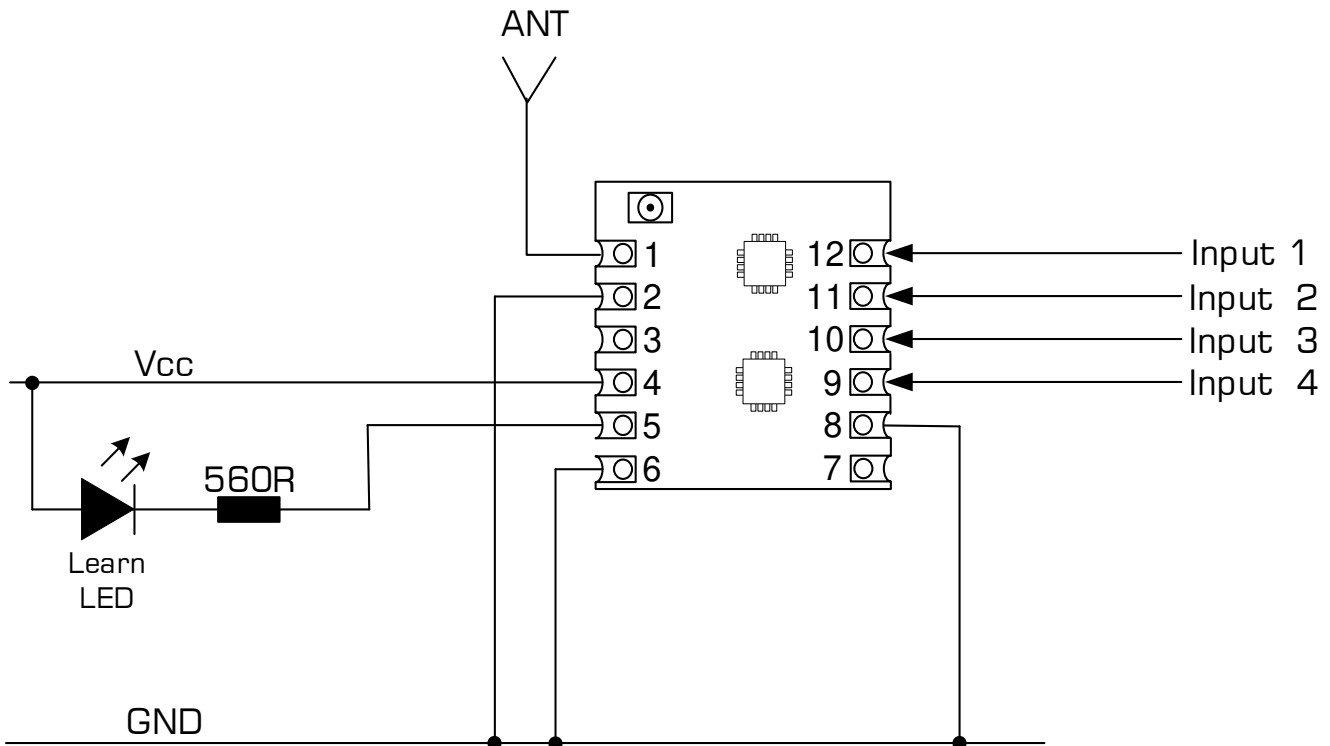 ANT
1
2
3
4
5
6
12
11
10
9
8
7
Input 1
Input 2
Input 3
Input 4
Vcc
560R
Learn
LED
GND